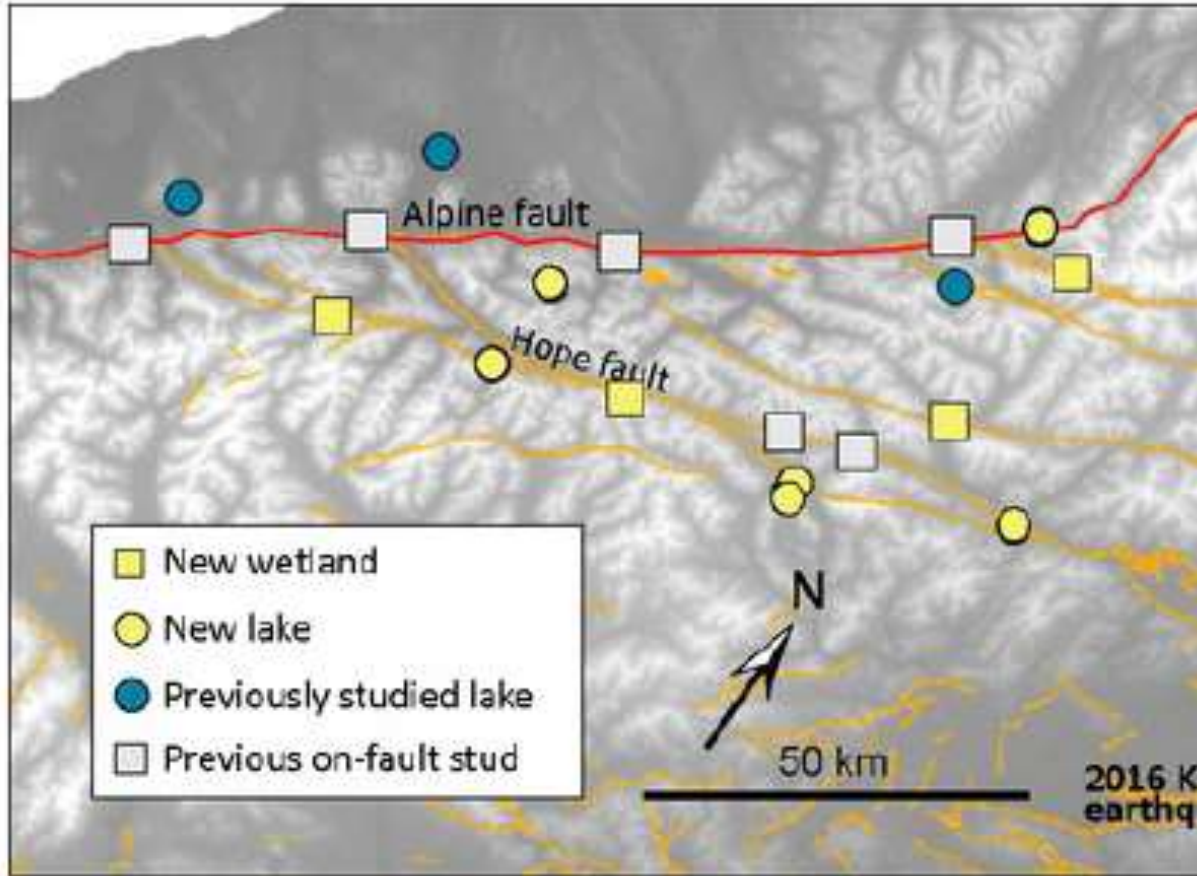 Alpine fault
Hope fault
New wetland
New lake
Previously studied lake
Previous on-fault stud
N
50 km
2016 K
earthq